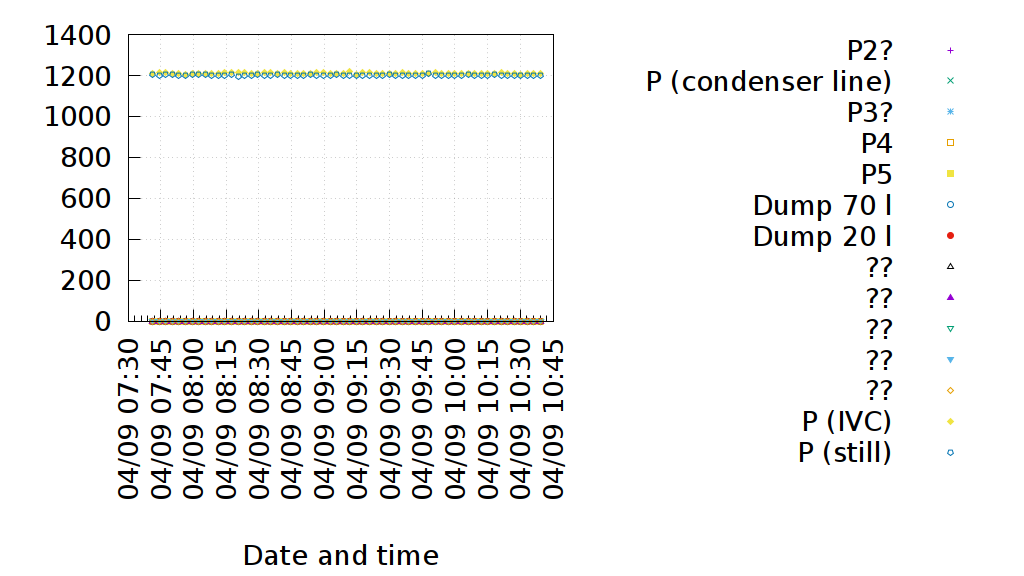 1400
1200
1000
800
600
400
200
0
04/09 07:30
04/09 07:45
04/09 08:00
04/09 08:15
04/09 08:30
04/09 08:45
04/09 09:00
04/09 09:15
04/09 09:30
04/09 09:45
04/09 10:00
04/09 10:15
04/09 10:30
04/09 10:45
Date and time
P2?
P (condenser line)
P3?
P4
P5
Dump 70 l
Dump 20 l
??
??
??
??
??
P (IVC)
P (still)